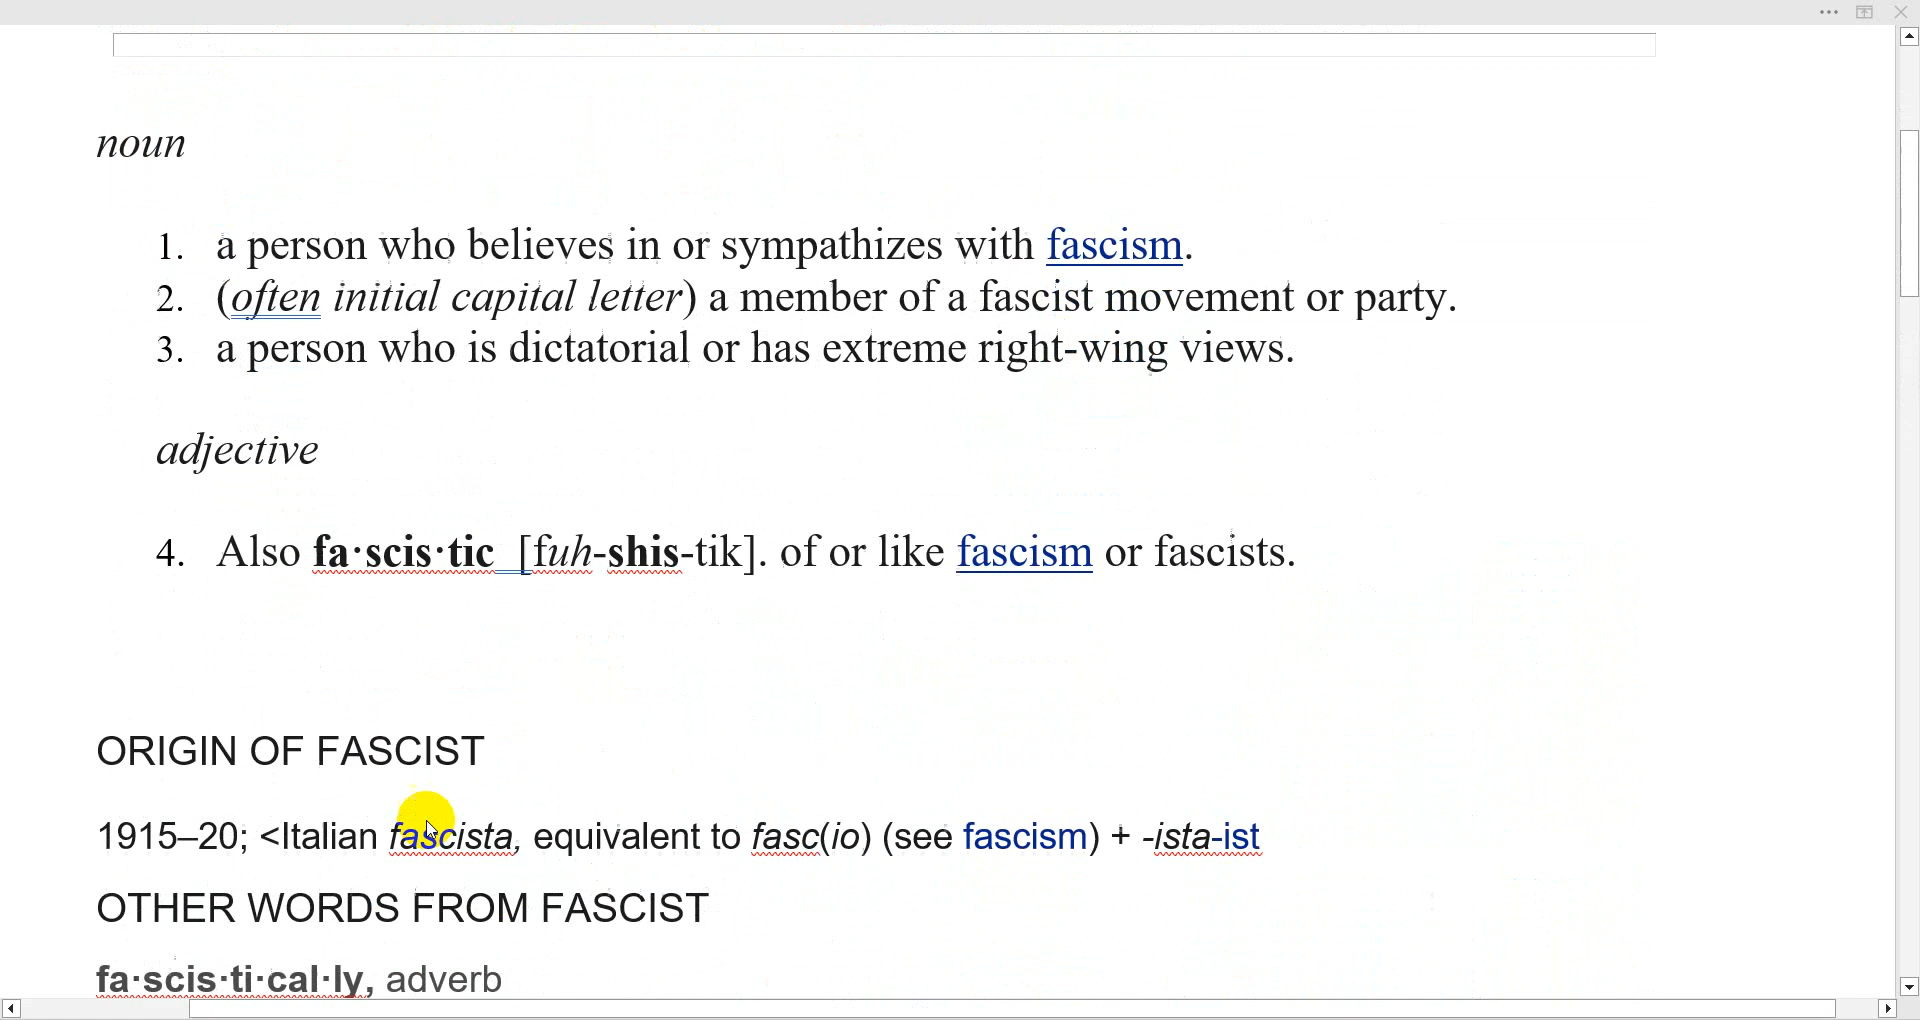 noun
1. a person who believes in or sympathizes with fascism.
2. (often initial capital letter) a member of a fascist movement or party.
3. a person who is dictatorial or has extreme right-wing views.
adjective
4. Also fa·scis·tic [fuh-shis-tik]. of or like fascism or fascists.
ORIGIN OF FASCIST
1915–20; <Italian fascista, equivalent to fasc(io) (see fascism) + -ista-ist
OTHER WORDS FROM FASCIST
fa·scis·ti·cal·ly, adverb